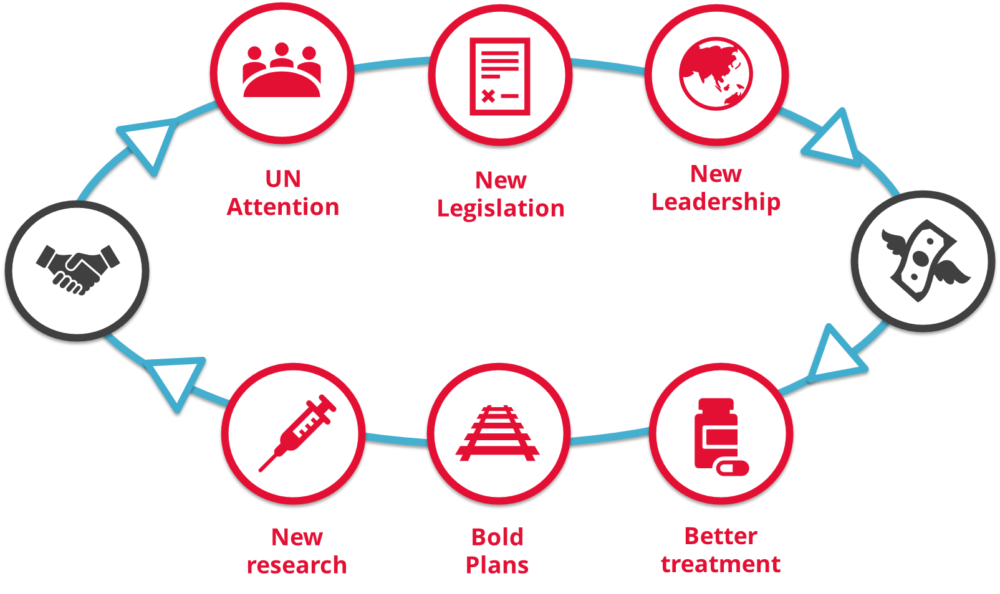 UN
Attention
New
Legislation
New
Leadership
New
research
Bold
Plans
Better
treatment